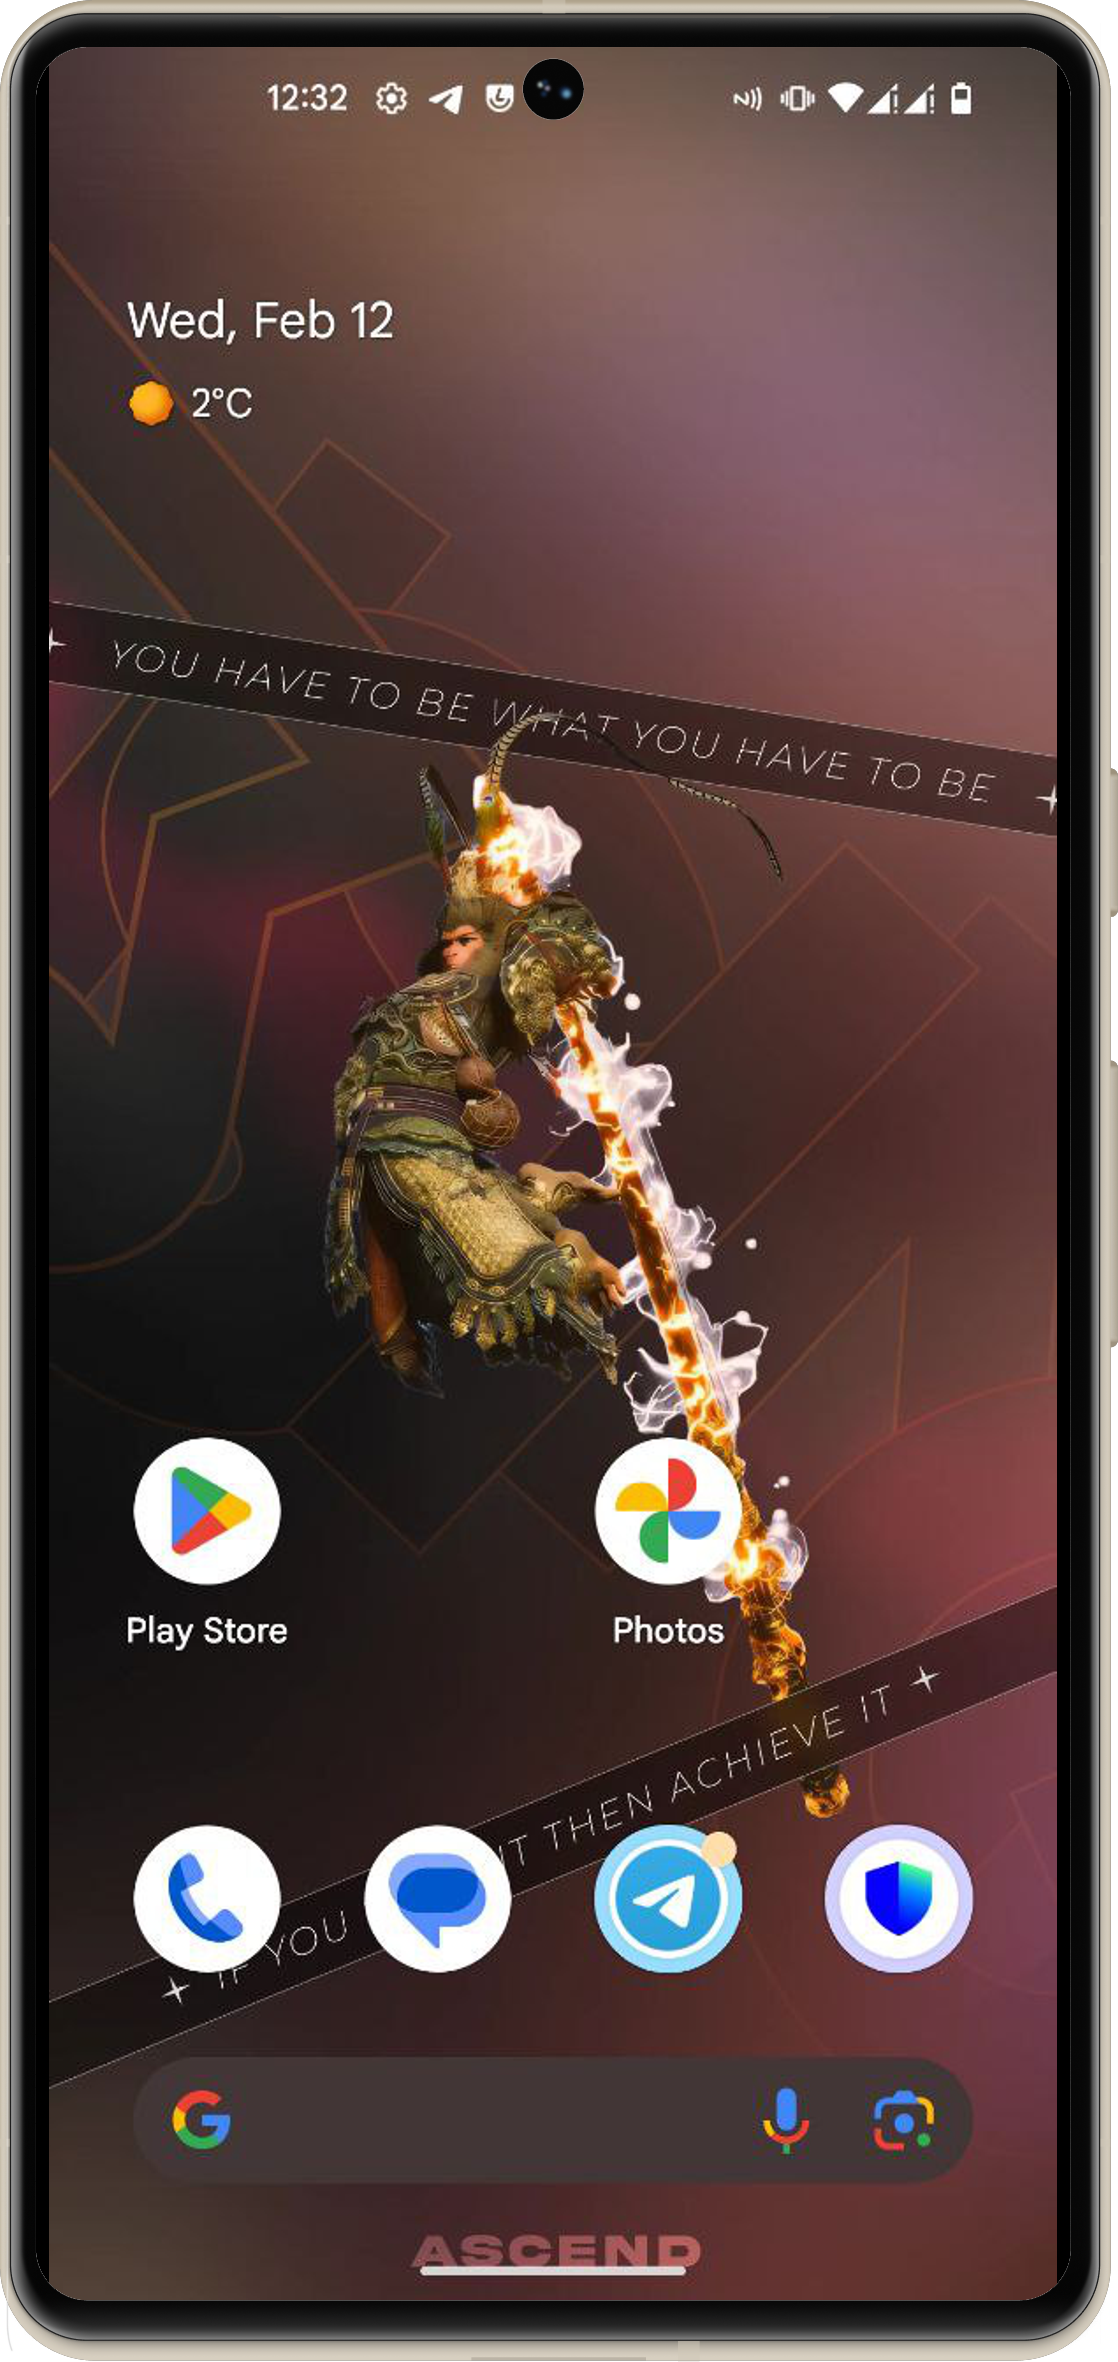 12:32
Wed, Feb 12
2°C
YOU HAVE TO BE WHAT YOU HAVE TO BE
Play Store
Photos
IF YOU
IT THEN ACHIEVE IT
ASCEND